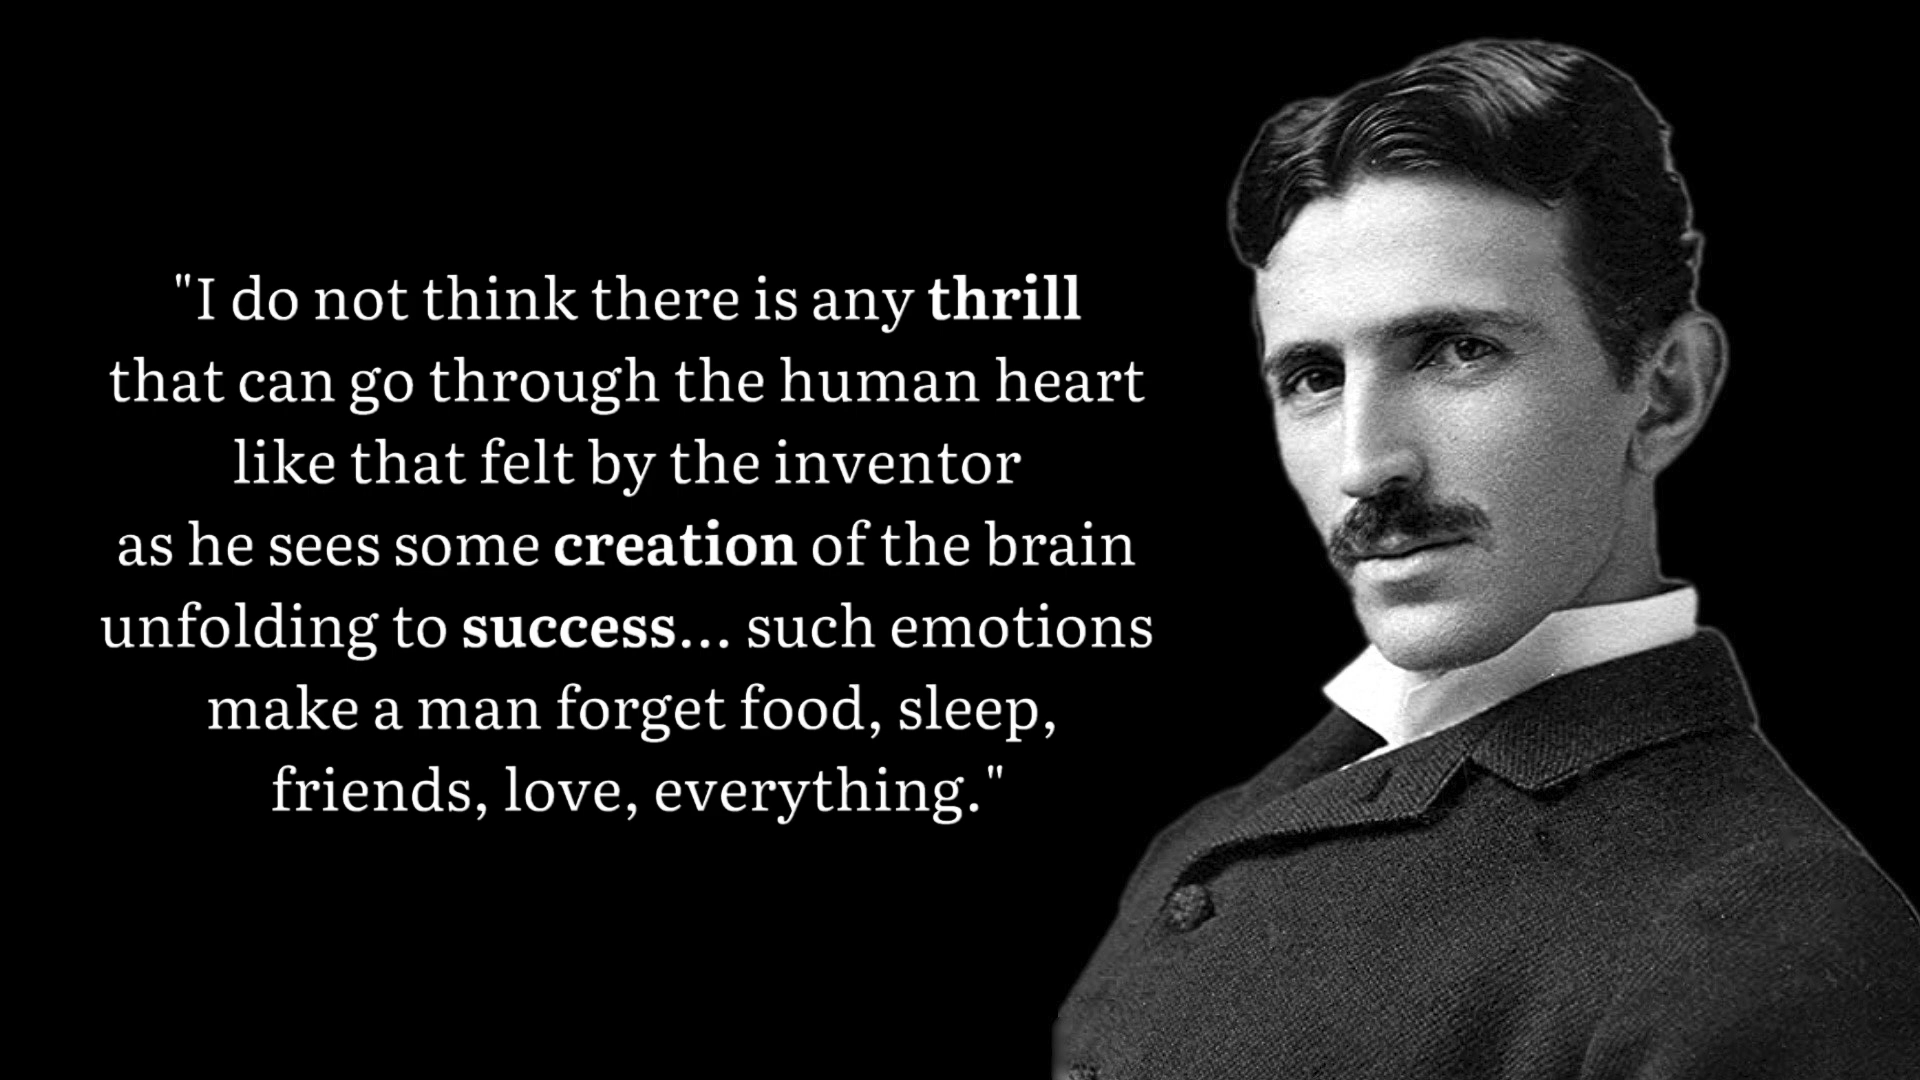 "I do not think there is any thrill
that can go through the human heart
like that felt by the inventor
as he sees some creation of the brain
unfolding to success... such emotions
make a man forget food, sleep,
friends, love, everything."